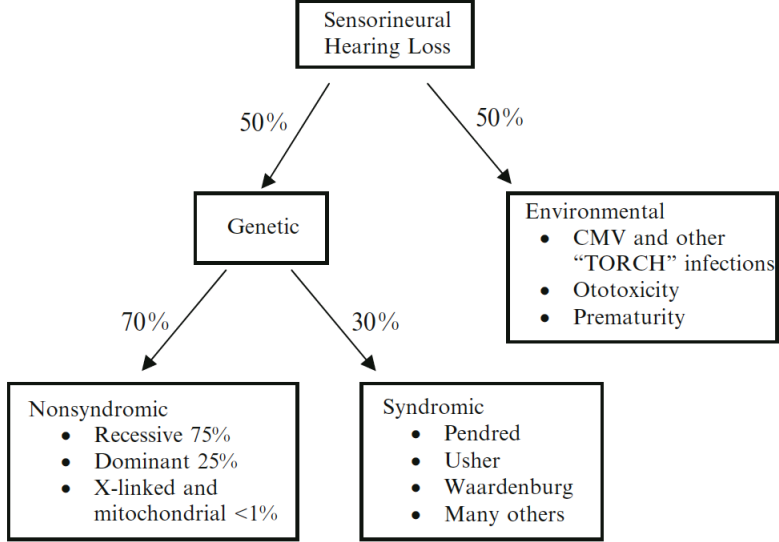 Sensorineural
Hearing Loss
50%
50%
Genetic
Environmental
• CMV and other
“TORCH” infections
• Ototoxicity
• Prematurity
70%
30%
Nonsyndromic
• Recessive 75%
• Dominant 25%
• X-linked and
mitochondrial <1%
Syndromic
• Pendred
• Usher
• Waardenburg
• Many others